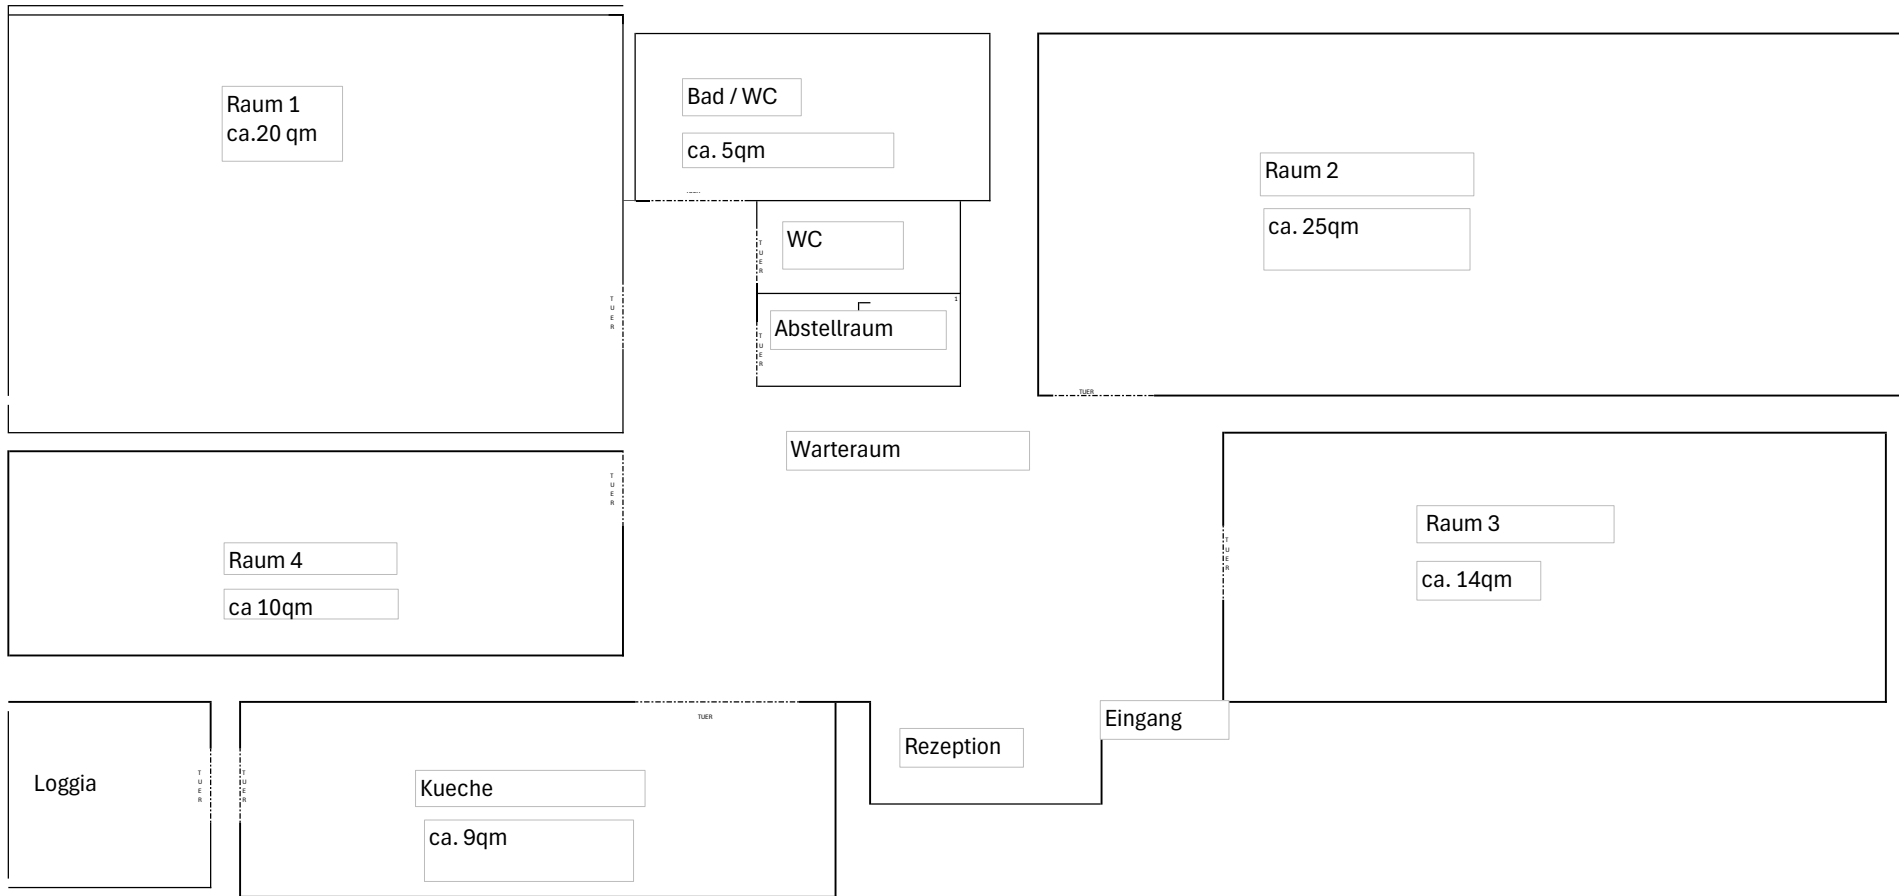 Raum 1
ca.20 qm
Bad / WC
ca. 5qm
Raum 2
ca. 25qm
WC
TUER
TUER
1
Abstellraum
TUER
TUER
Warteraum
TUER
Raum 4
ca 10qm
Raum 3
ca. 14qm
TUER
TUER
Eingang
Rezeption
Loggia
TUER
TUER
Kueche
ca. 9qm